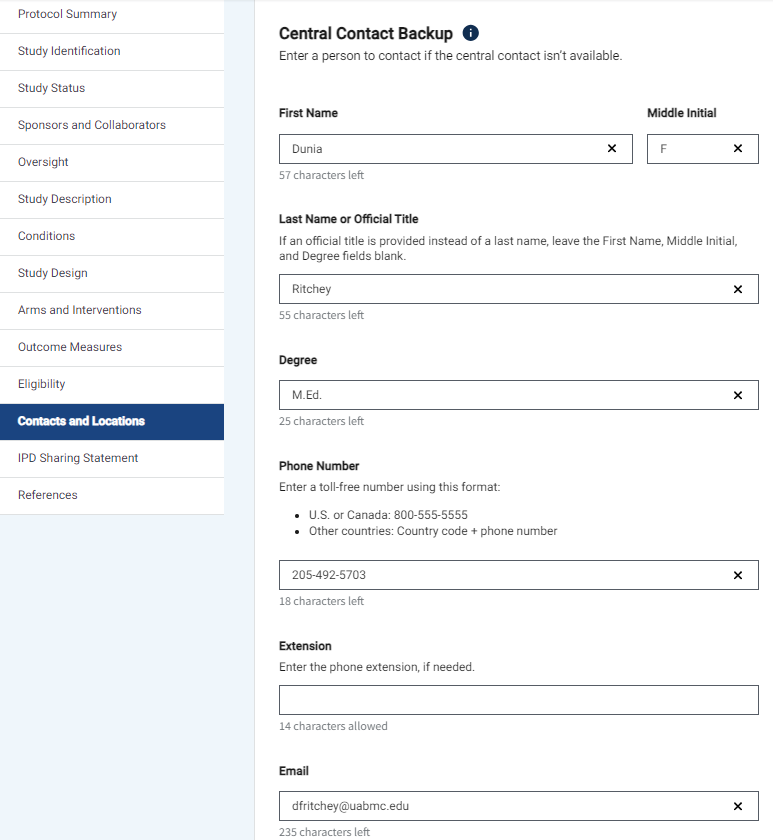 Protocol Summary
Study Identification
Study Status
Sponsors and Collaborators
Oversight
Study Description
Conditions
Study Design
Arms and Interventions
Outcome Measures
Eligibility
Contacts and Locations
IPD Sharing Statement
References
Central Contact Backup
Enter a person to contact if the central contact isn't available.
First Name
Middle Initial
Dunia
F
57 characters left
Last Name or Official Title
If an official title is provided instead of a last name, leave the First Name, Middle Initial,
and Degree fields blank.
Ritchey
55 characters left
Degree
M.Ed.
25 characters left
Phone Number
Enter a toll-free number using this format:
• U.S. or Canada: 800-555-5555
• Other countries: Country code + phone number
205-492-5703
18 characters left
Extension
Enter the phone extension, if needed.
14 characters allowed
Email
dfritchey@uabmc.edu
235 characters left